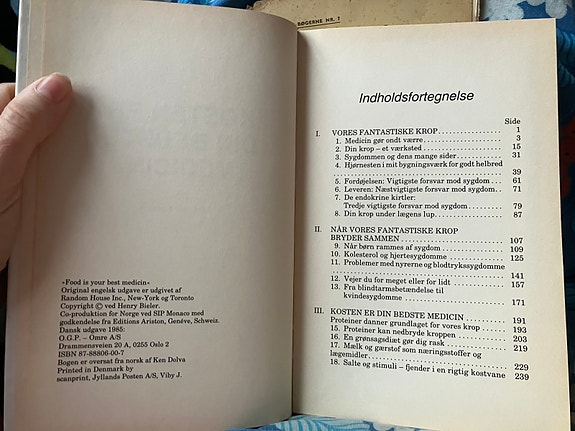 BØGERNE NR. 7
«Food is your best medicin»
Original engelsk udgave er udgivet af
Random House Inc., New-York og Toronto
Copyright © ved Henry Bieler.
Co-produktion for Norge ved SIP Monaco med
godkendelse fra Editions Ariston, Genéve, Schweiz.
Dansk udgave 1985:
O.G.P. – Omre A/S
Drammensveien 20 A, 0255 Oslo 2
ISBN 87-88806-00-7
Bogen er oversat fra norsk af Ken Dolva
Printed in Denmark by
scanprint, Jyllands Posten A/S, Viby J.
Indholdsfortegnelse
Side
I. VORES FANTASTISKE KROP 1
1. Medicin gør ondt værre 3
2. Din krop – et værksted 15
3. Sygdommen og dens mange sider 31
4. Hjørnesten i mit bygningsværk for godt helbred
39
5. Fordøjelsen: Vigtigste forsvar mod sygdom 61
6. Leveren: Næstvigtigste forsvar mod sygdom 71
7. De endokrine kirtler:
Tredje vigtigste forsvar mod sygdom 79
8. Din krop under lægens lup 87
II. NÅR VORES FANTASTISKE KROP
BRYDER SAMMEN 107
9. Når børn rammes af sygdom 109
10. Kolesterol og hjertesygdomme 125
11. Problemer med nyrerne og blodtrykssygdomme
141
12. Vejer du for meget eller for lidt 157
13. Fra blindtarmsbetændelse til
kvindesygdomme 171
III. KOSTEN ER DIN BEDSTE MEDICIN 191
Proteiner danner grundlaget for vores krop 193
15. Proteiner kan nedbryde kroppen 203
16. En grønsagsdiæt gør dig rask 219
17. Mælk og gærstof som næringsstoffer og
lægemidler 229
18. Salte og stimuli – fjender i en rigtig kostvane
239